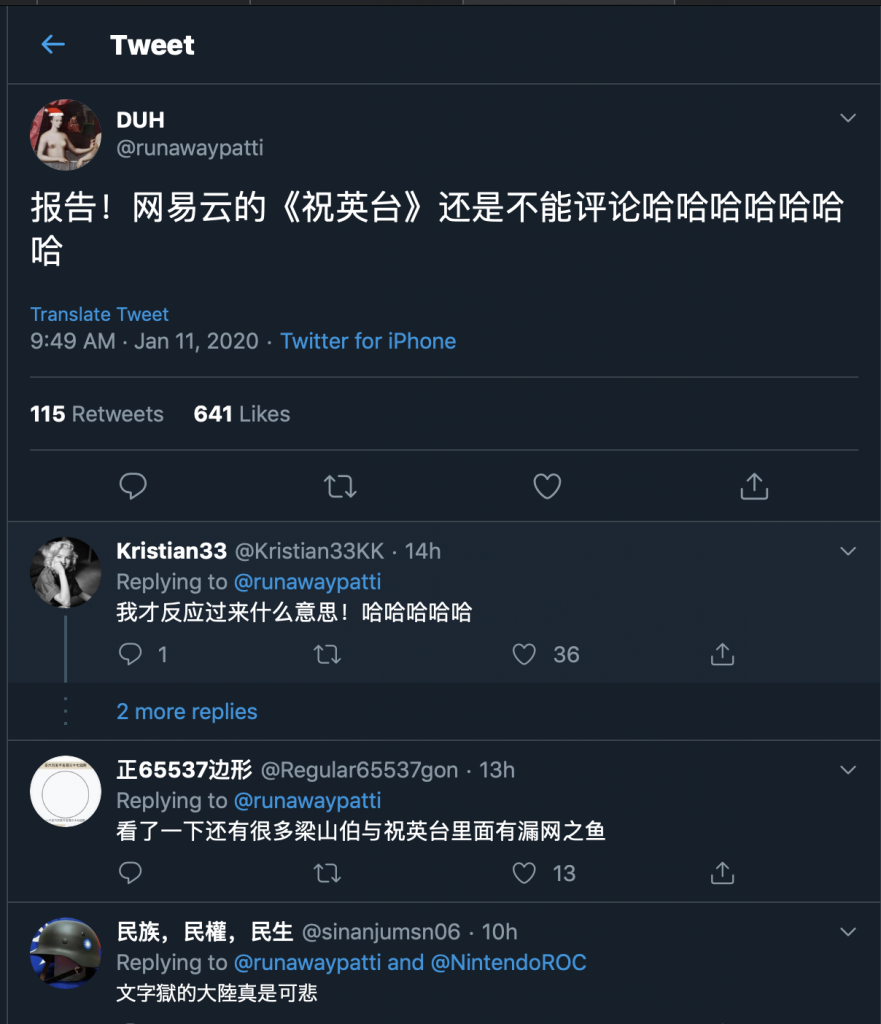 Tweet
DUH
@runawaypatti
报告！网易云的《祝英台》还是不能评论哈哈哈哈哈哈
哈
Translate Tweet
9:49 AM · Jan 11, 2020 · Twitter for iPhone
115 Retweets 641 Likes
Kristian33 @Kristian33KK · 14h
Replying to @runawaypatti
我才反应过来什么意思！哈哈哈哈哈
1 36
2 more replies
正65537边形 @Regular65537gon · 13h
Replying to @runawaypatti
看了一下还有很多梁山伯与祝英台里面有漏网之鱼
13
民族，民權，民生 @sinanjumsn06 · 10h
Replying to @runawaypatti and @NintendoROC
文字獄的大陸真是可悲